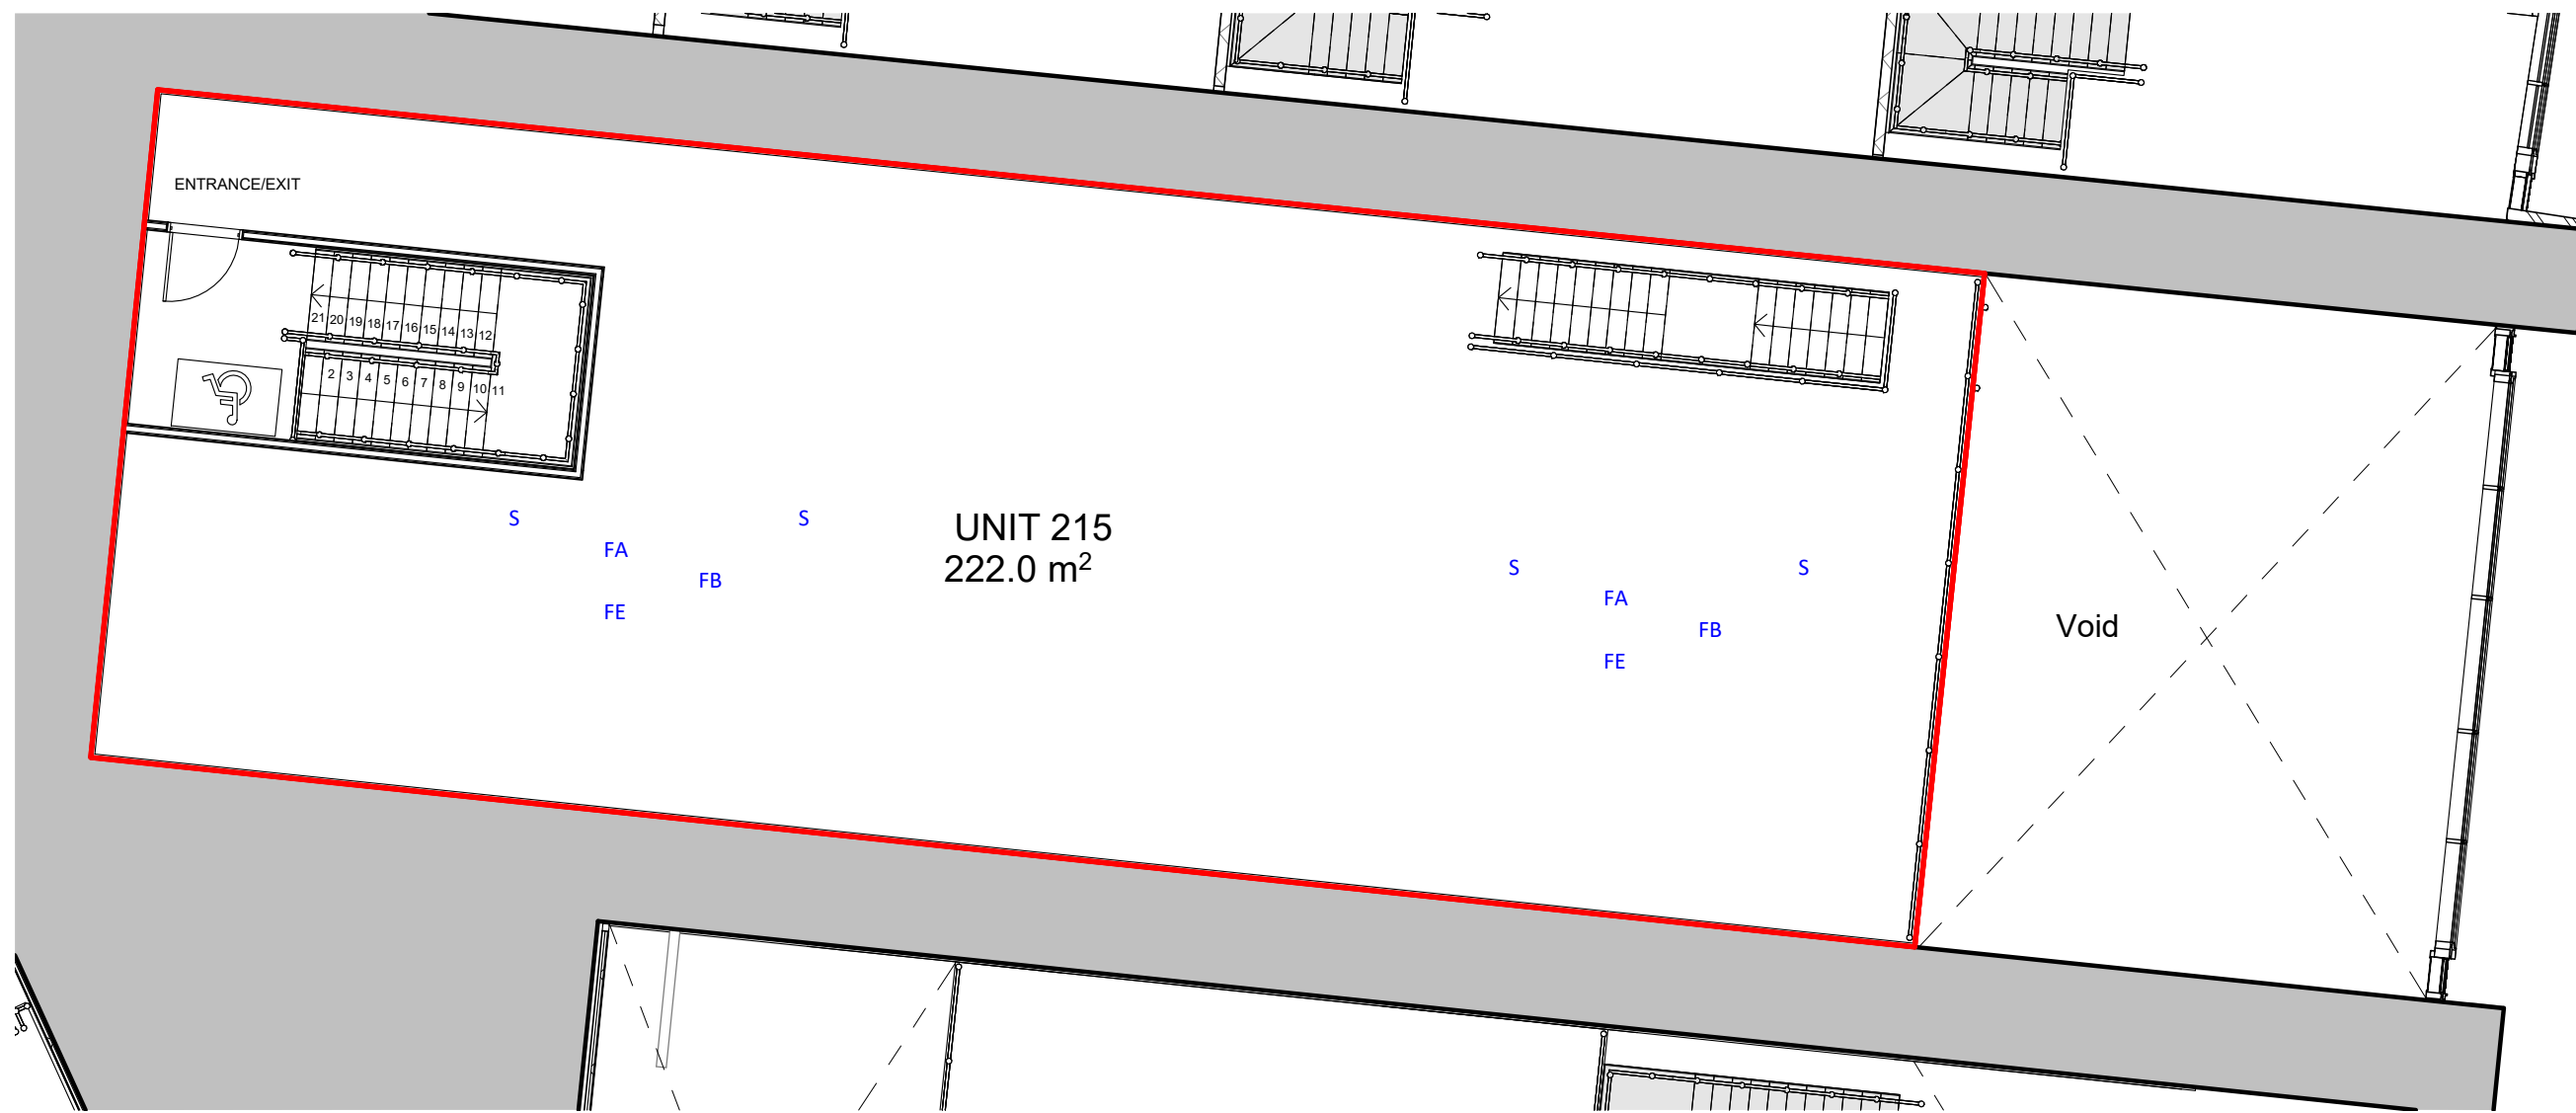 ENTRANCE/EXIT
21 20 19 18 17 16 15 14 13 12
2 3 4 5 6 7 8 9 10 11
S S
FA
FB
FE
UNIT 215
222.0 m²
S S
FA
FB
FE
Void